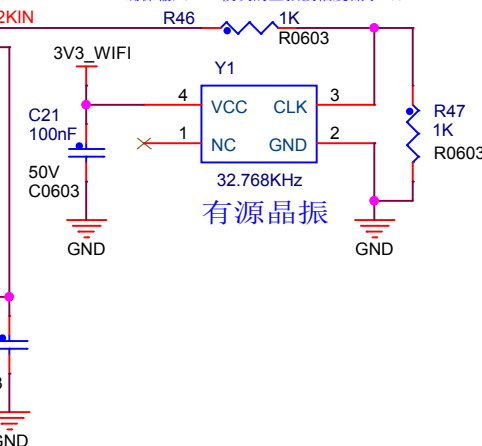 2KIN
R46
1K
R0603
3V3_WIFI
Y1
4
VCC
CLK
3
1
NC
GND
2
C21
100nF
50V
C0603
R47
1K
R0603
32.768KHz
有源晶振
GND
GND
GND